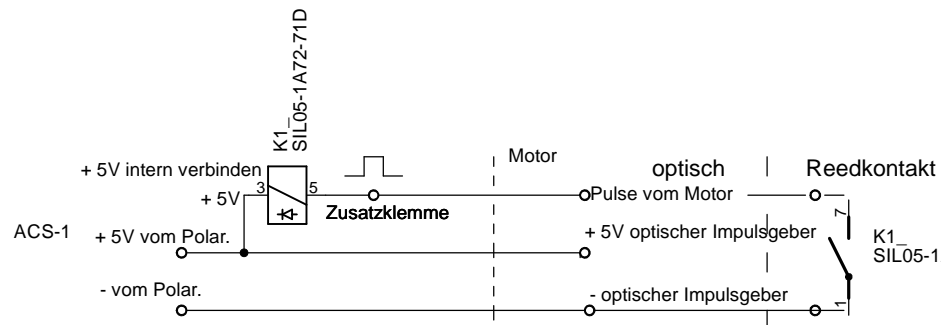 K1_
SIL05-1A72-71D
Motor
optisch
Reedkontakt
+ 5V intern verbinden
3
5
+ 5V
Zusatzklemme
Pulse vom Motor
7
ACS-1
+ 5V vom Polar.
+ 5V optischer Impulsgeber
K1_
SIL05-1
- vom Polar.
- optischer Impulsgeber
1